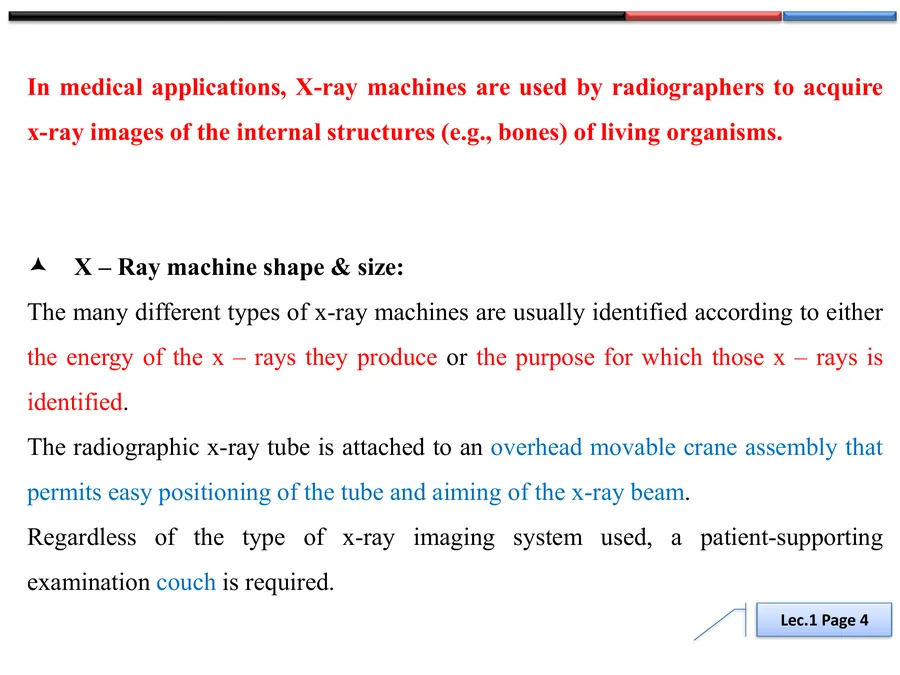 In medical applications, X-ray machines are used by radiographers to acquire
x-ray images of the internal structures (e.g., bones) of living organisms.
X – Ray machine shape & size:
The many different types of x-ray machines are usually identified according to either
the energy of the x – rays they produce or the purpose for which those x – rays is
identified.
The radiographic x-ray tube is attached to an overhead movable crane assembly that
permits easy positioning of the tube and aiming of the x-ray beam.
Regardless of the type of x-ray imaging system used, a patient-supporting
examination couch is required.
Lec.1 Page 4